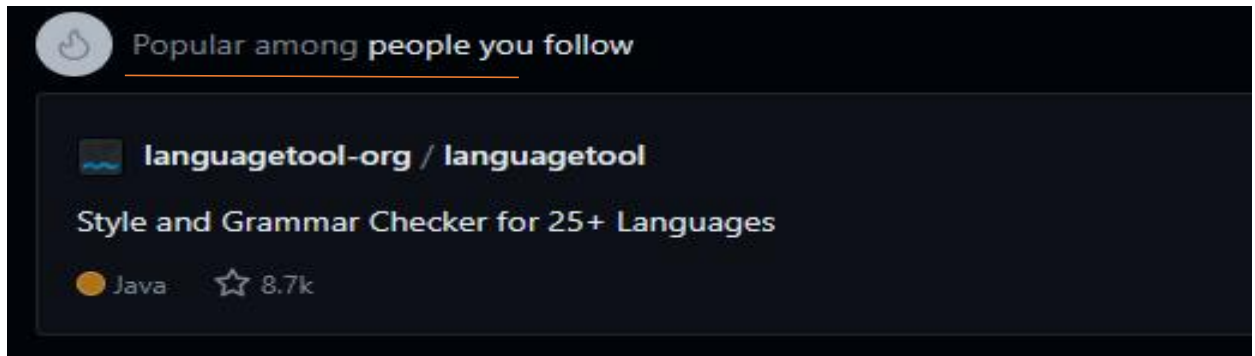 Popular among people you follow
languagetool-org / languagetool
Style and Grammar Checker for 25+ Languages
Java 8.7k